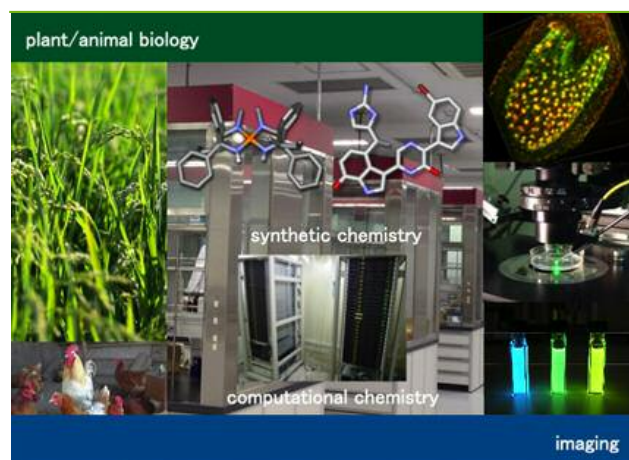 plant/animal biology
synthetic chemistry
computational chemistry
imaging